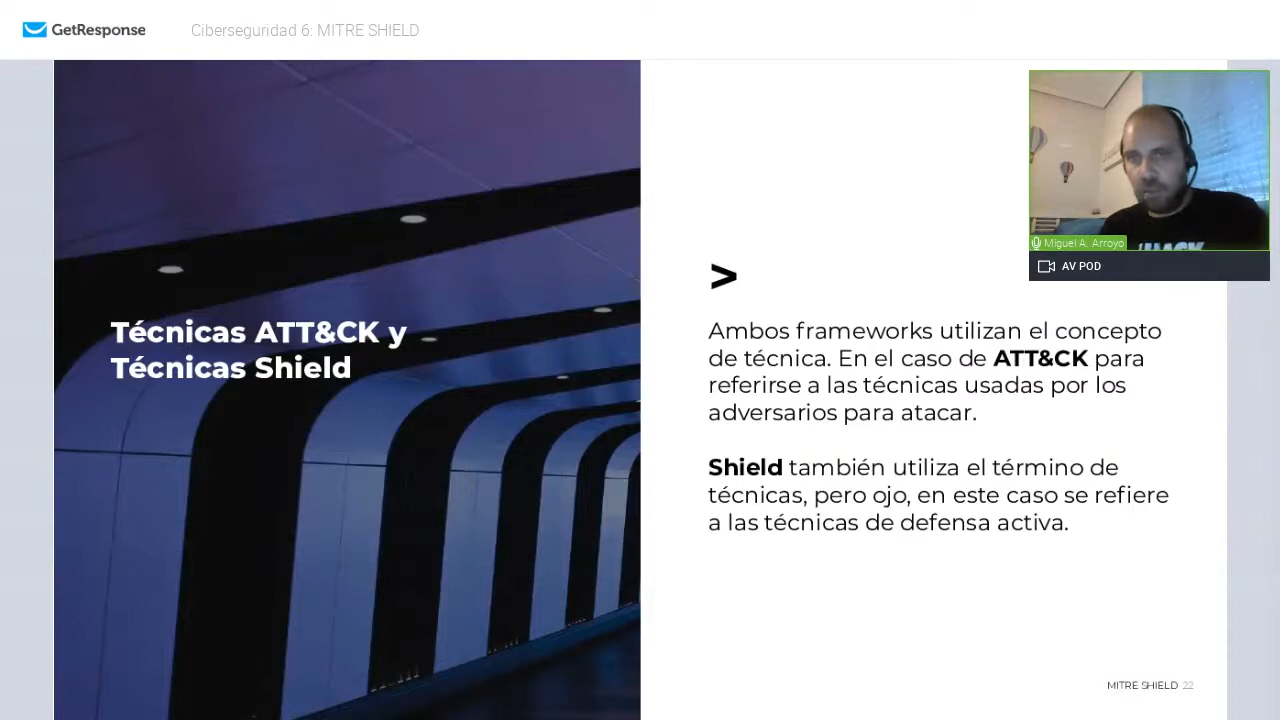 GetResponse
Ciberseguridad 6: MITRE SHIELD
Técnicas ATT&CK y
Técnicas Shield
>
Ambos frameworks utilizan el concepto
de técnica. En el caso de ATT&CK para
referirse a las técnicas usadas por los
adversarios para atacar.
Shield también utiliza el término de
técnicas, pero ojo, en este caso se refiere
a las técnicas de defensa activa.
Miguel A. Arroyo
AV POD
MITRE SHIELD 22